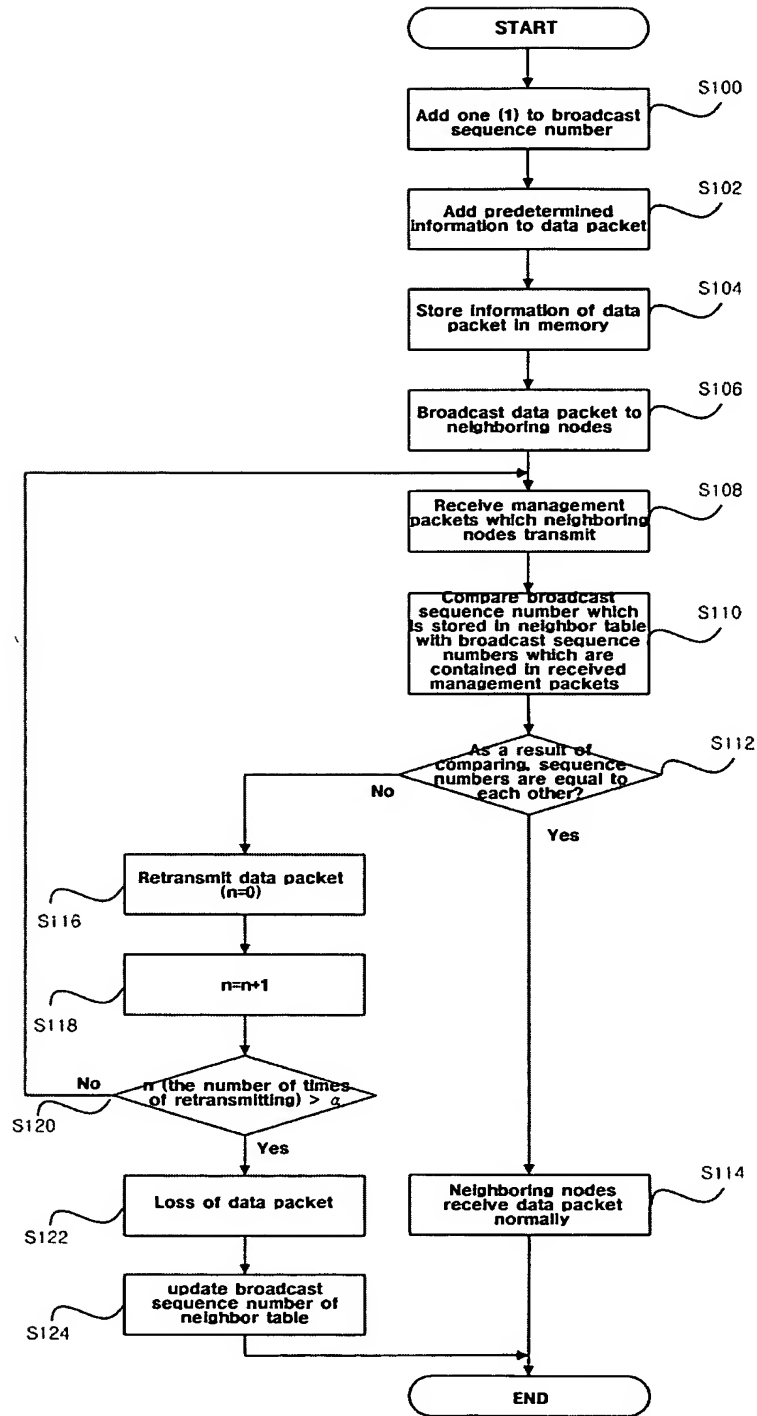 START
S100
Add one (1) to broadcast
sequence number
S102
Add predetermined
information to data packet
S104
Store information of data
packet in memory
S106
Broadcast data packet to
neighboring nodes
S108
Receive management
packets which neighboring
nodes transmit
S110
Compare broadcast
sequence number which
is stored in neighbor table
with broadcast sequence
numbers which are
contained in received
management packets
S112
As a result of
comparing, sequence
numbers are equal to
each other?
No
Yes
Retransmit data packet
(n=0)
S116
n=n+1
S118
No
n (the number of times
of retransmitting) > α
S120
Yes
Loss of data packet
S122
S114
Neighboring nodes
receive data packet
normally
update broadcast
sequence number of
neighbor table
S124
END